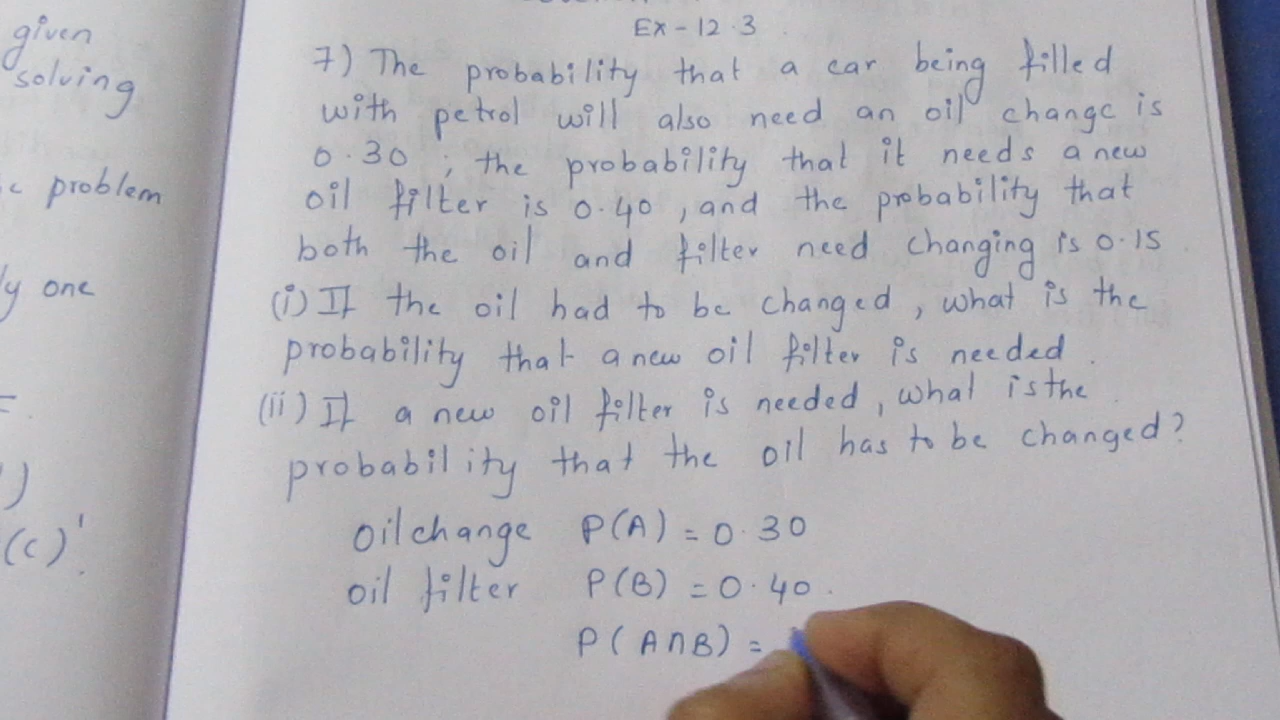 given
solving
problem
y one
=
)
(c)'
Ex - 12.3
7) The probability that a car being filled
with petrol will also need an oil change is
0.30; the probability that it needs a new
oil filter is 0.40, and the probability that
both the oil and filter need changing is 0.15
(i) If the oil had to be changed, what is the
probability that a new oil filter is needed.
(ii) If a new oil filter is needed, what is the
probability that the oil has to be changed?
oil change P(A) = 0.30
oil filter P(B) = 0.40.
P(A∩B) =